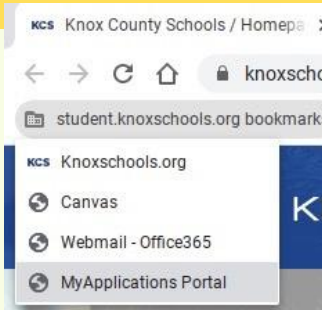 KCS Knox County Schools / Homepa
knoxscho
student.knoxschools.org bookmark
KCS Knoxschools.org
Canvas
K
Webmail - Office365
MyApplications Portal